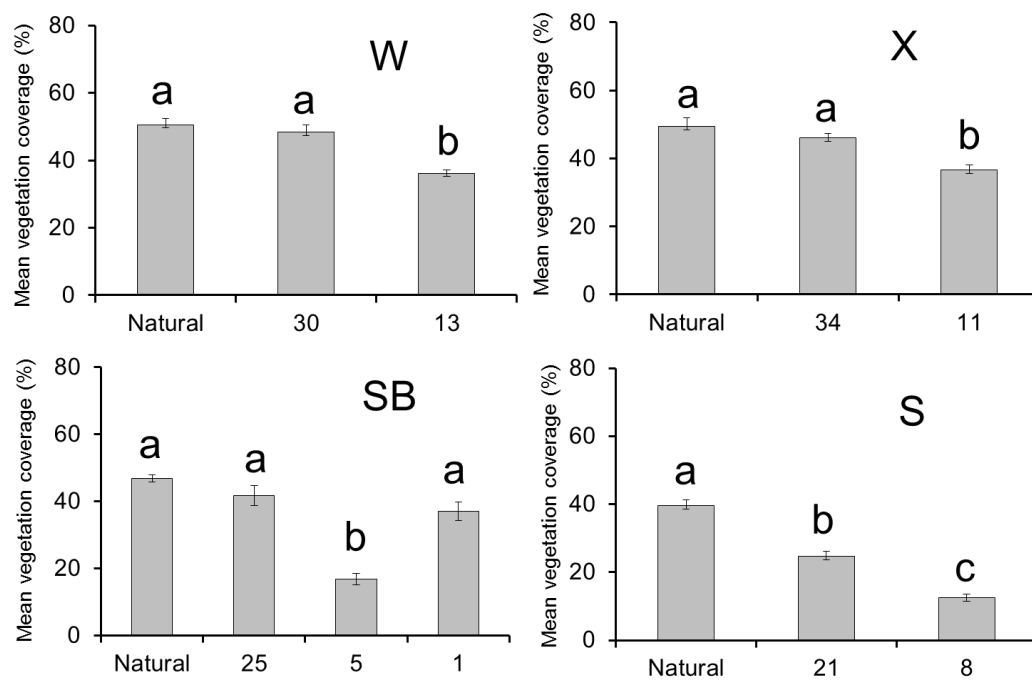 Mean vegetation coverage (%)
80
60
40
20
0
W
a
a
b
Natural
30
13
Mean vegetation coverage (%)
80
60
40
20
0
X
a
a
b
Natural
34
11
Mean vegetation coverage (%)
80
60
40
20
0
SB
a
a
b
a
Natural
25
5
1
Mean vegetation coverage (%)
80
60
40
20
0
S
a
b
c
Natural
21
8